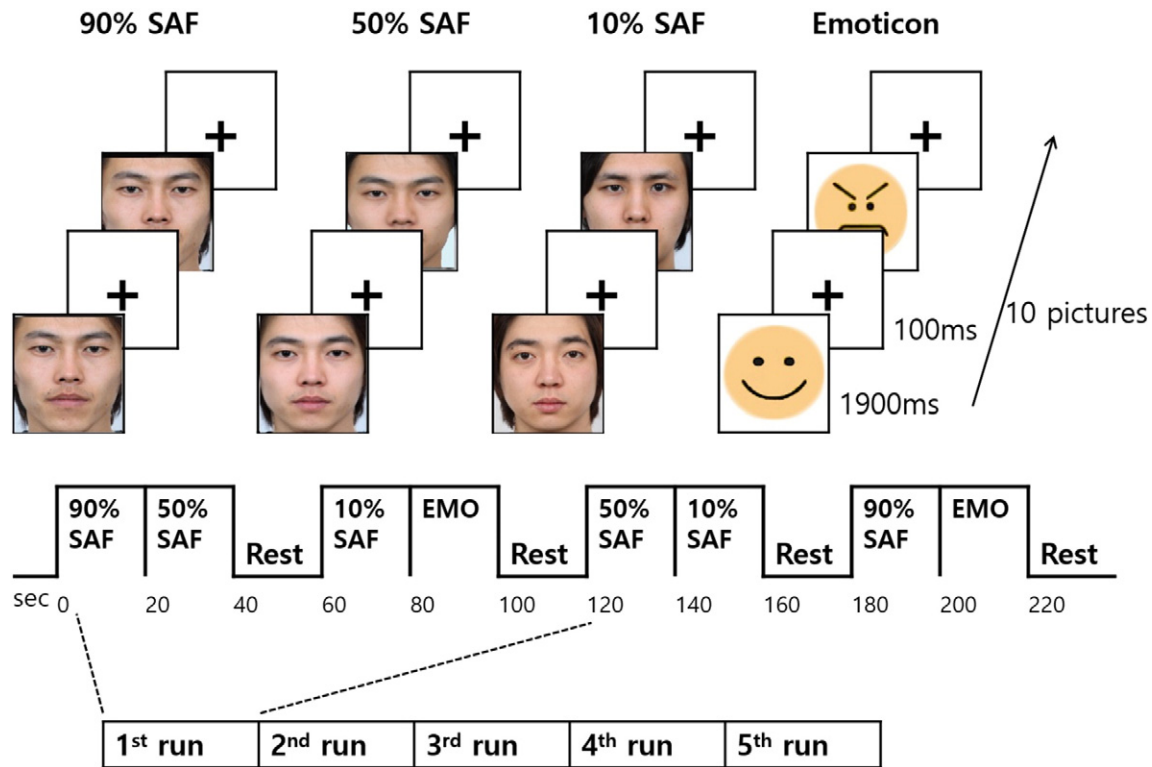 90% SAF 50% SAF 10% SAF Emoticon
100ms
10 pictures
1900ms
90% SAF
50% SAF
Rest
10% SAF
EMO
Rest
50% SAF
10% SAF
Rest
90% SAF
EMO
Rest
sec 0 20 40 60 80 100 120 140 160 180 200 220
1st run 2nd run 3rd run 4th run 5th run